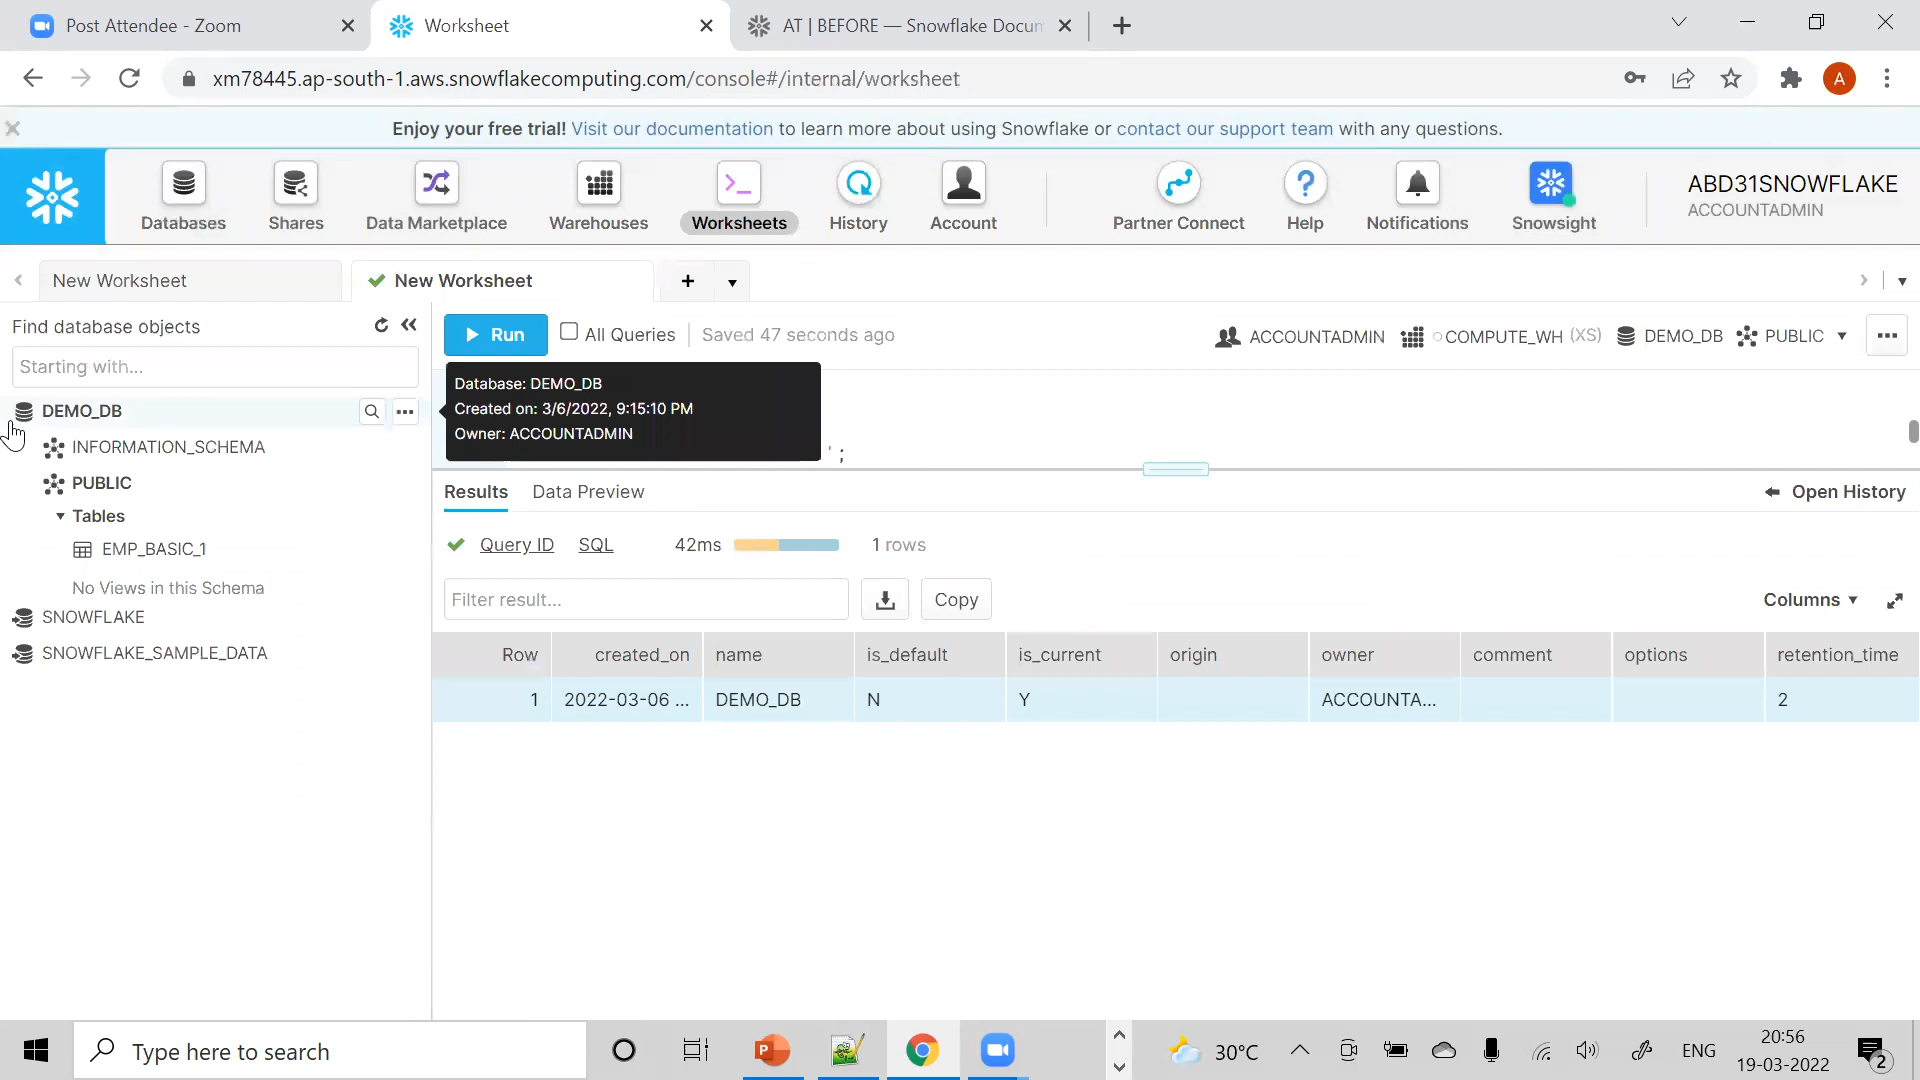 Post Attendee - Zoom
Worksheet
AT | BEFORE — Snowflake Docum
xm78445.ap-south-1.aws.snowflakecomputing.com/console#/internal/worksheet
A
Enjoy your free trial! Visit our documentation to learn more about using Snowflake or contact our support team with any questions.
Databases
Shares
Data Marketplace
Warehouses
Worksheets
History
Account
Partner Connect
Help
Notifications
Snowsight
ABD31SNOWFLAKE
ACCOUNTADMIN
New Worksheet
New Worksheet
Find database objects
Starting with...
Run
All Queries
Saved 47 seconds ago
ACCOUNTADMIN
COMPUTE_WH (XS)
DEMO_DB
PUBLIC
Database: DEMO_DB
Created on: 3/6/2022, 9:15:10 PM
Owner: ACCOUNTADMIN
';
DEMO_DB
INFORMATION_SCHEMA
PUBLIC
Tables
EMP_BASIC_1
No Views in this Schema
SNOWFLAKE
SNOWFLAKE_SAMPLE_DATA
Results
Data Preview
Open History
Query ID
SQL
42ms
1 rows
Filter result...
Copy
Columns
Row created_on name is_default is_current origin owner comment options retention_time
1 2022-03-06 ... DEMO_DB N Y ACCOUNTA... 2
Type here to search
30°C
ENG
20:56
19-03-2022
2